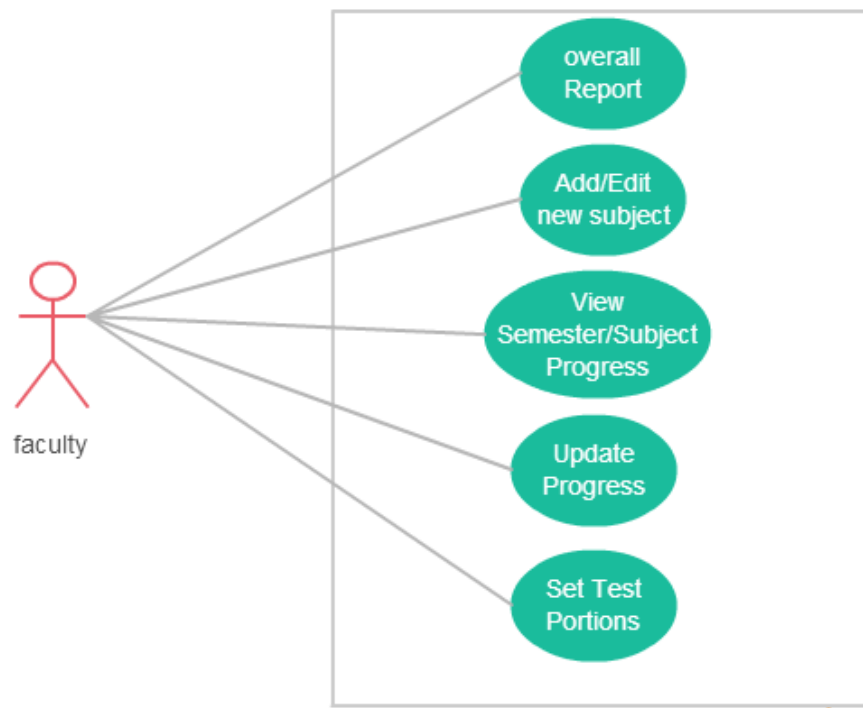 overall
Report
Add/Edit
new subject
View
Semester/Subject
Progress
faculty
Update
Progress
Set Test
Portions